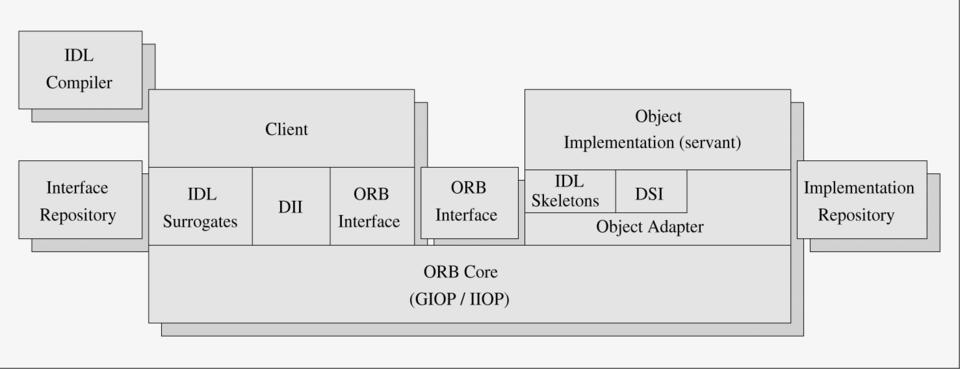 IDL
Compiler
Client
Object
Implementation (servant)
Interface
Repository
IDL
Surrogates
DII
ORB
Interface
ORB
Interface
IDL
Skeletons
DSI
Object Adapter
Implementation
Repository
ORB Core
(GIOP / IIOP)